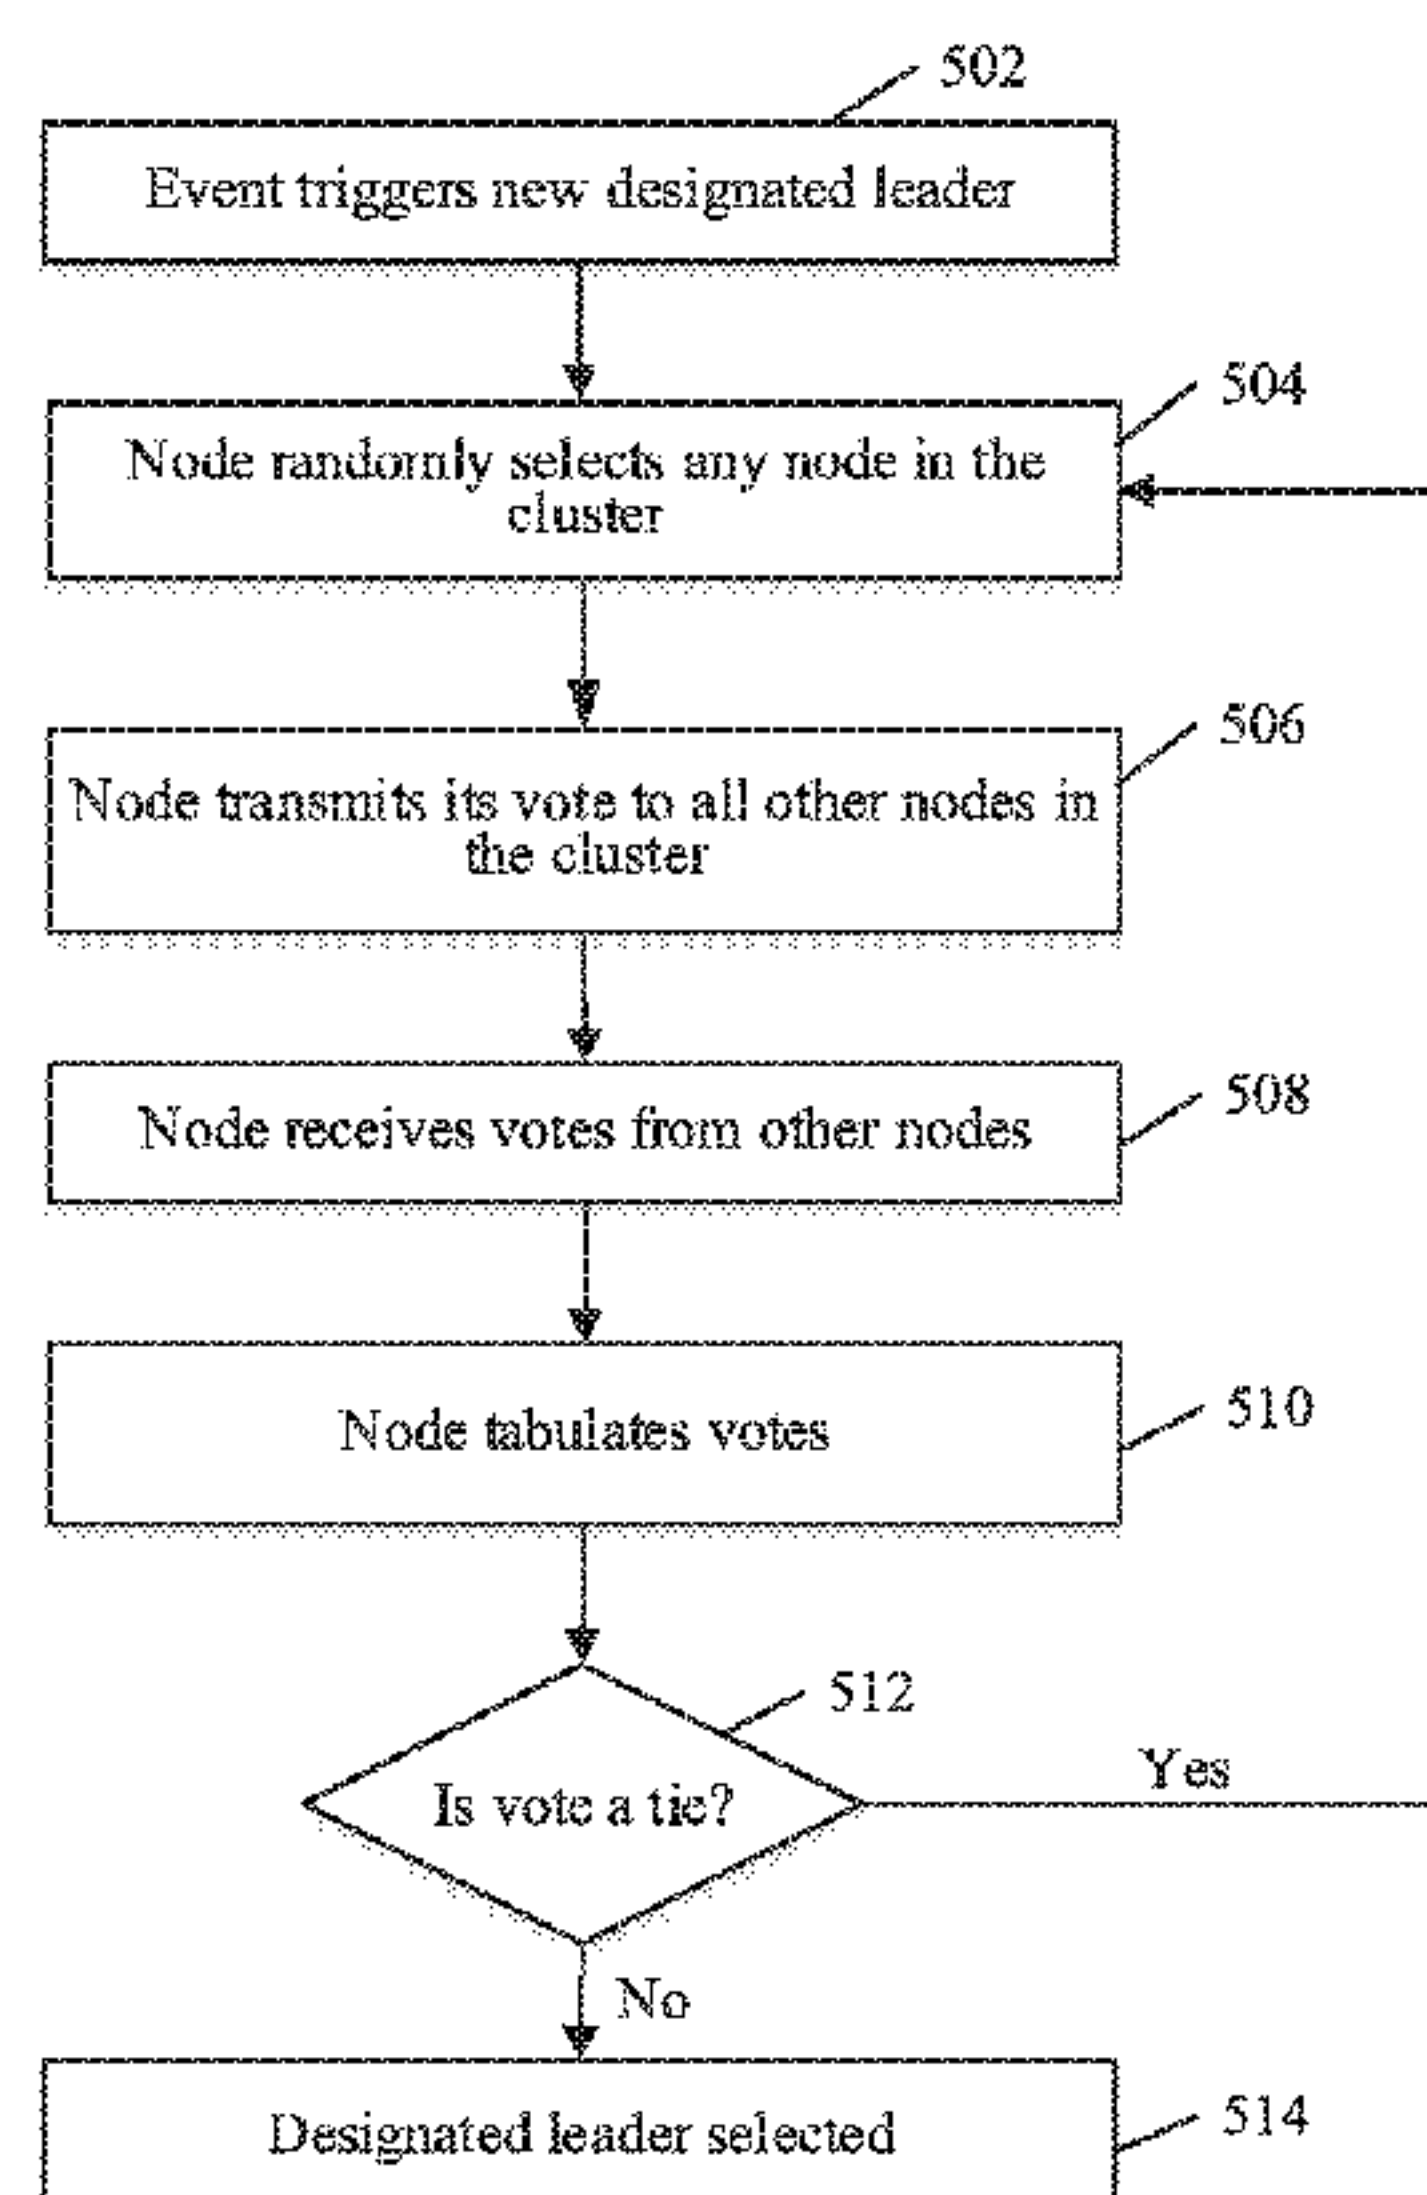 502
Event triggers new designated leader
504
Node randomly selects any node in the
cluster
506
Node transmits its vote to all other nodes in
the cluster
508
Node receives votes from other nodes
510
Node tabulates votes
512
Is vote a tie?
Yes
No
Designated leader selected
514